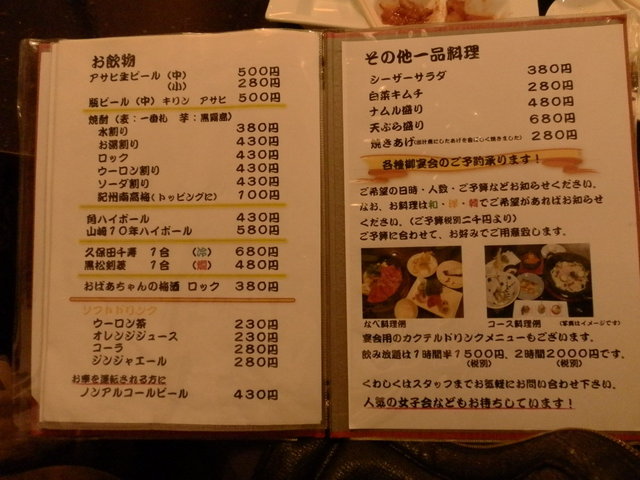 お飲物
アサヒ生ビール (中) 500円
(小) 280円
瓶ビール (中) キリン アサヒ 500円
焼酎 (麦:一番札 芋:黒霧島)
水割り 380円
お湯割り 430円
ロック 430円
ウーロン割り 430円
ソーダ割り 430円
紀州南高梅(トッピングに) 100円
角ハイボール 430円
山崎10年ハイボール 580円
久保田千寿 1合 (冷) 680円
黒松剣菱 1合 (燗) 480円
おばあちゃんの梅酒 ロック 380円
ソフトドリンク
ウーロン茶 230円
オレンジジュース 230円
コーラ 280円
ジンジャエール 280円
お車を運転される方に
ノンアルコールビール 430円
その他一品料理
シーザーサラダ 380円
白菜キムチ 280円
ナムル盛り 480円
天ぷら盛り 680円
焼きあげ 280円
各種御宴会のご予約承ります!
ご希望の日時・人数・ご予算などお知らせください。
なお、お料理は和・洋・韓でご希望があればお知らせ
ください。(ご予算税別二千円より)
ご予算に合わせて、お好みでご用意致します。
なべ料理例
コース料理例 (写真はイメージです)
宴会用のカクテルドリンクメニューもございます。
飲み放題は1時間半1500円、2時間2000円です。
(税別) (税別)
くわしくはスタッフまでお気軽にお問い合わせ下さい。
人気の女子会などもお待ちしています!